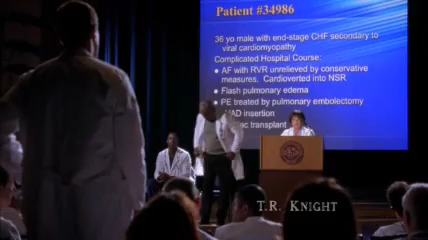 Patient #34986
36 yo male with end-stage CHF secondary to
viral cardiomyopathy
Complicated Hospital Course:
• AF with RVR unrelieved by conservative
measures. Cardioverted into NSR
• Flash pulmonary edema
• PE treated by pulmonary embolectomy
VAD insertion
transplant
T.R. KNIGHT